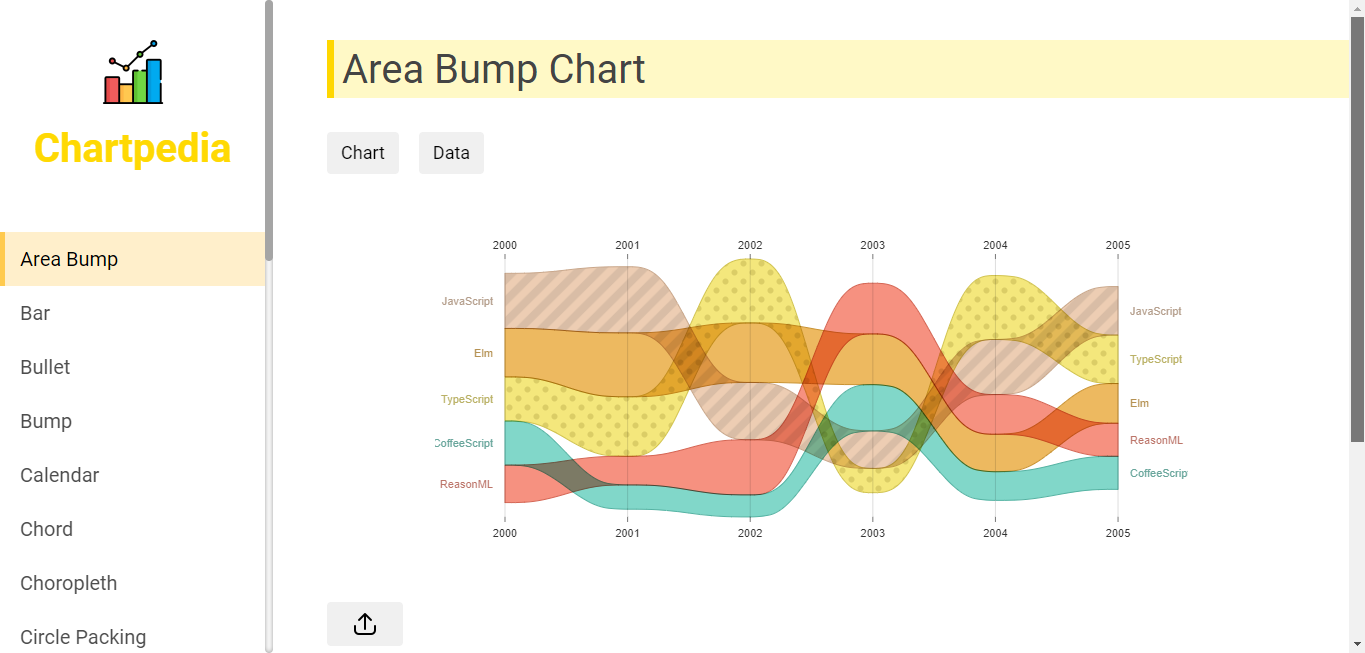 Chartpedia
Area Bump
Bar
Bullet
Bump
Calendar
Chord
Choropleth
Circle Packing
Area Bump Chart
Chart Data
2000 2001 2002 2003 2004 2005
JavaScript
Elm
TypeScript
CoffeeScript
ReasonML
JavaScript
TypeScript
Elm
ReasonML
CoffeeScrip
2000 2001 2002 2003 2004 2005